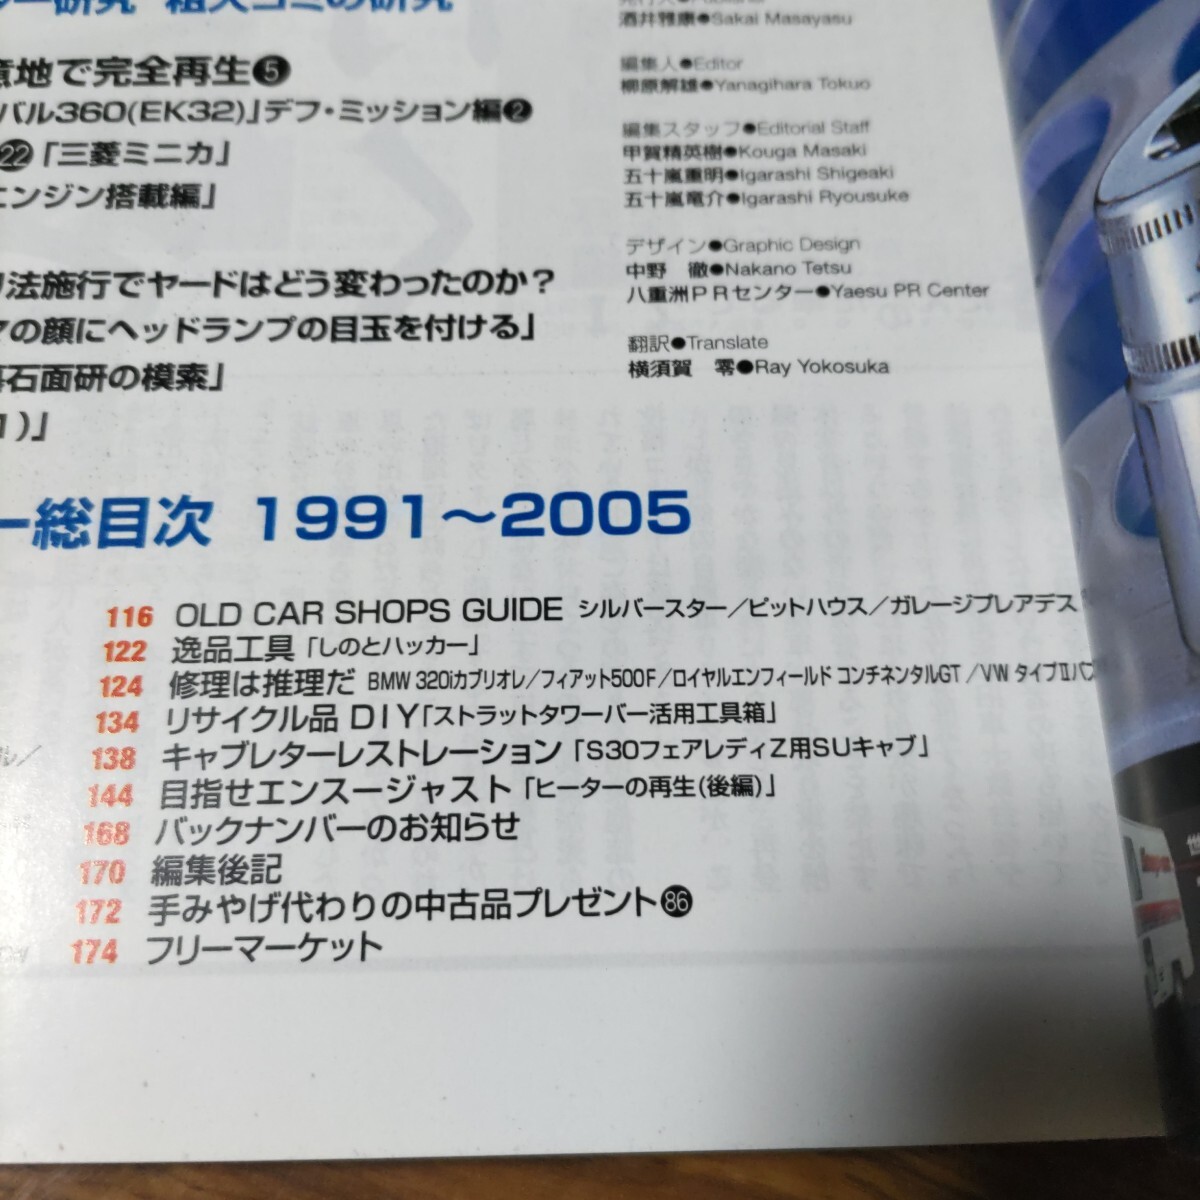 研究 粗大ゴミの研究
意地で完全再生❺
バル360(EK32)」デフ・ミッション編❷
㉒「三菱ミニカ」
エンジン搭載編」
法施行でヤードはどう変わったのか?
の顔にヘッドランプの目玉を付ける」
石面研の模索」
1)」
酒井雅康●Sakai Masayasu
編集人●Editor
柳原解雄●Yanagihara Tokuo
編集スタッフ●Editorial Staff
甲賀精英樹●Kouga Masaki
五十嵐重明●Igarashi Shigeaki
五十嵐竜介●Igarashi Ryousuke
デザイン●Graphic Design
中野 徹●Nakano Tetsu
八重洲PRセンター●Yaesu PR Center
翻訳●Translate
横須賀 零●Ray Yokosuka
ー総目次 1991〜2005
116 OLD CAR SHOPS GUIDE シルバースター/ピットハウス/ガレージプレアデス
122 逸品工具「しのとハッカー」
124 修理は推理だ BMW 320iカブリオレ/フィアット500F/ロイヤルエンフィールド コンチネンタルGT/VW タイプIIバス
134 リサイクル品 DIY「ストラットタワーバー活用工具箱」
138 キャブレターレストレーション「S30フェアレディZ用SUキャブ」
144 目指せエンスージャスト「ヒーターの再生(後編)」
168 バックナンバーのお知らせ
170 編集後記
172 手みやげ代わりの中古品プレゼント86
174 フリーマーケット